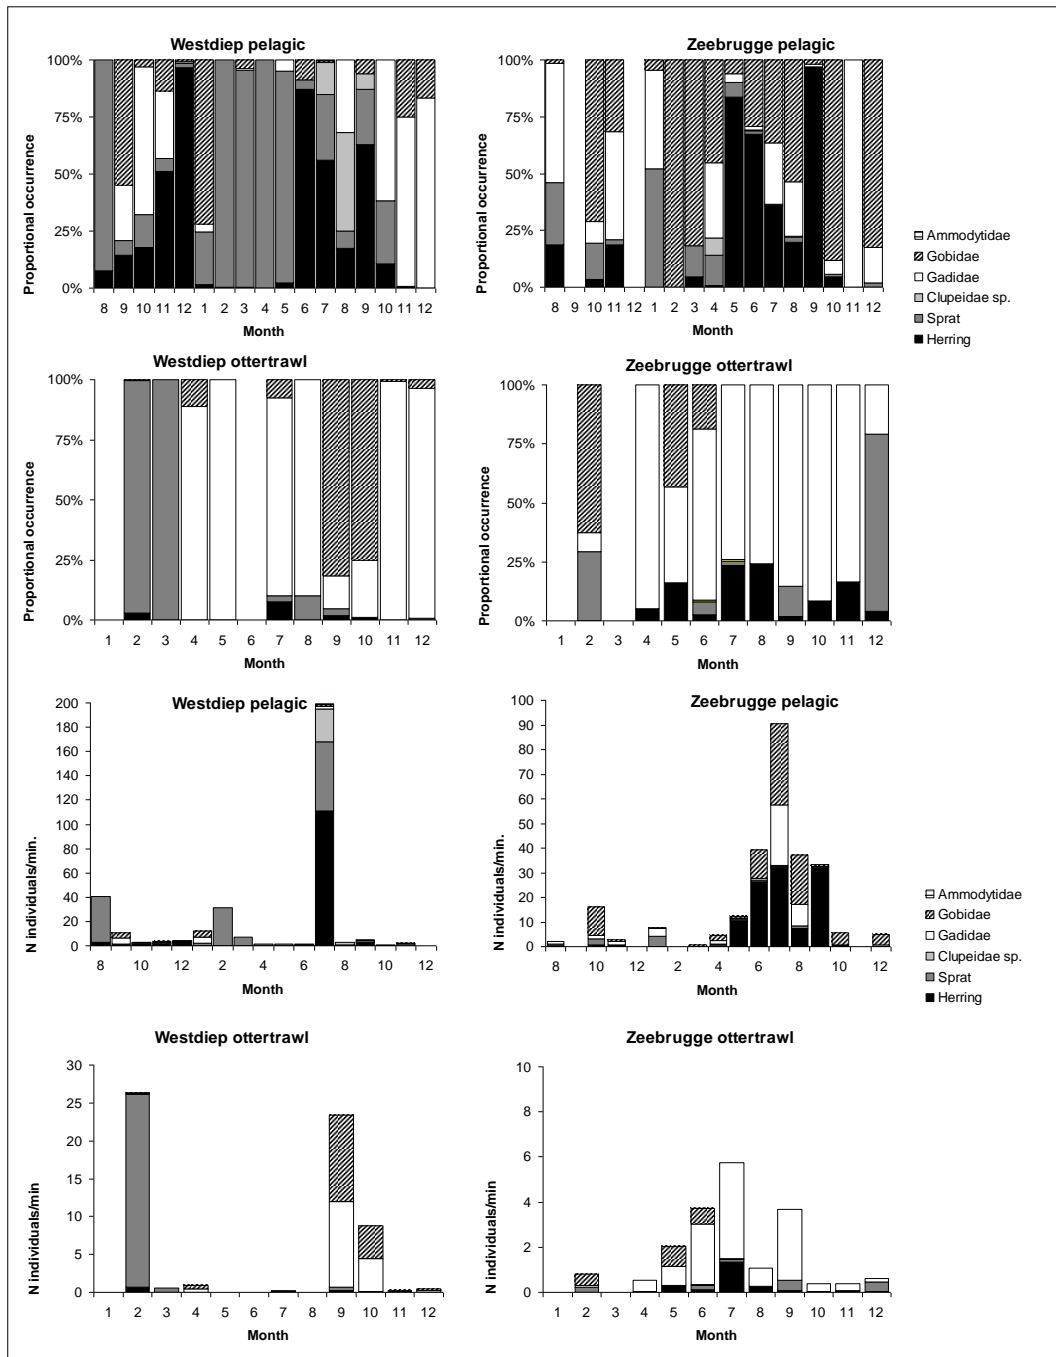 Westdiep pelagic
100%
75%
50%
25%
0%
Proportional occurrence
8 9 10 11 12 1 2 3 4 5 6 7 8 9 10 11 12
Month
Zeebrugge pelagic
100%
75%
50%
25%
0%
Proportional occurrence
8 9 10 11 12 1 2 3 4 5 6 7 8 9 10 11 12
Month
Ammodytidae
Gobidae
Gadidae
Clupeidae sp.
Sprat
Herring
Westdiep ottertrawl
100%
75%
50%
25%
0%
Proportional occurrence
1 2 3 4 5 6 7 8 9 10 11 12
Month
Zeebrugge ottertrawl
100%
75%
50%
25%
0%
Proportional occurrence
1 2 3 4 5 6 7 8 9 10 11 12
Month
Westdiep pelagic
200
180
160
140
120
100
80
60
40
20
0
N individuals/min.
8 10 12 2 4 6 8 10 12
Month
Zeebrugge pelagic
100
90
80
70
60
50
40
30
20
10
0
N individuals/min.
8 10 12 2 4 6 8 10 12
Month
Ammodytidae
Gobidae
Gadidae
Clupeidae sp.
Sprat
Herring
Westdiep ottertrawl
30
25
20
15
10
5
0
N individuals/min
1 2 3 4 5 6 7 8 9 10 11 12
Month
Zeebrugge ottertrawl
10
8
6
4
2
0
N individuals/min
1 2 3 4 5 6 7 8 9 10 11 12
Month